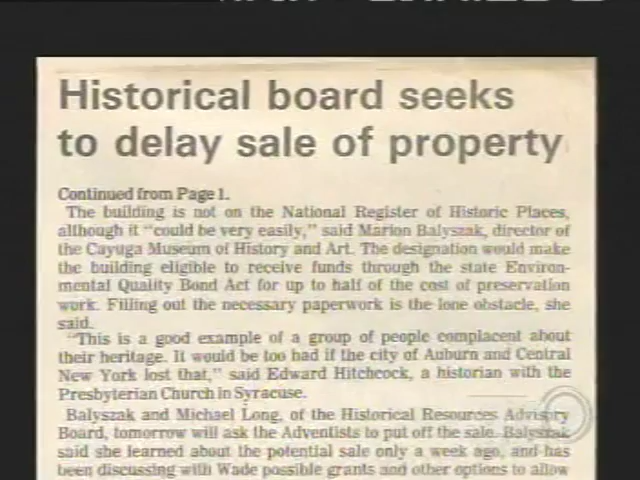 Historical board seeks
to delay sale of property
Continued from Page 1.
The building is not on the National Register of Historic Places,
although it "could be very easily," said Marion Balyszak, director of
the Cayuga Museum of History and Art. The designation would make
the building eligible to receive funds through the state Environ-
mental Quality Bond Act for up to half of the cost of preservation
work. Filling out the necessary paperwork is the lone obstacle, she
said.
"This is a good example of a group of people complacent about
their heritage. It would be too bad if the city of Auburn and Central
New York lost that," said Edward Hitchcock, a historian with the
Presbyterian Church in Syracuse.
Balyszak and Michael Long, of the Historical Resources Advisory
Board, tomorrow will ask the Adventists to put off the sale. Balyszak
said she learned about the potential sale only a week ago, and has
been discussing with Wade possible grants and other options to allow